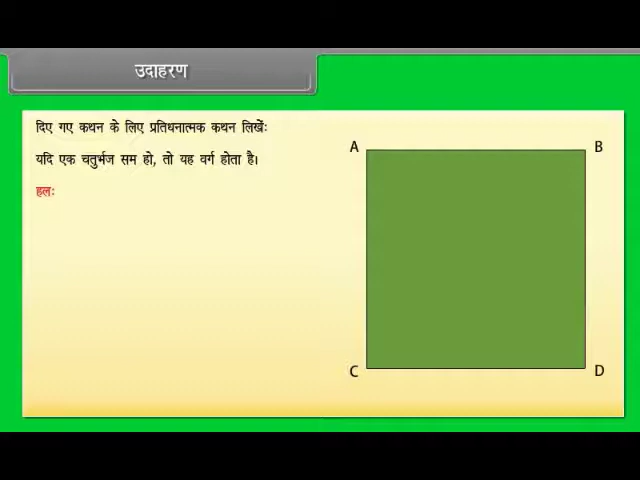 उदाहरण
दिए गए कथन के लिए प्रतिधनात्मक कथन लिखें:
यदि एक चतुर्भज सम हो, तो यह वर्ग होता है।
हल:
A
B
C
D